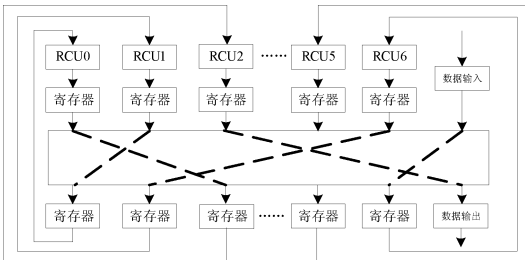 RCU0 RCU1 RCU2 …… RCU5 RCU6
数据输入
寄存器 寄存器 寄存器 寄存器 寄存器
寄存器 寄存器 寄存器 …… 寄存器 寄存器 数据输出